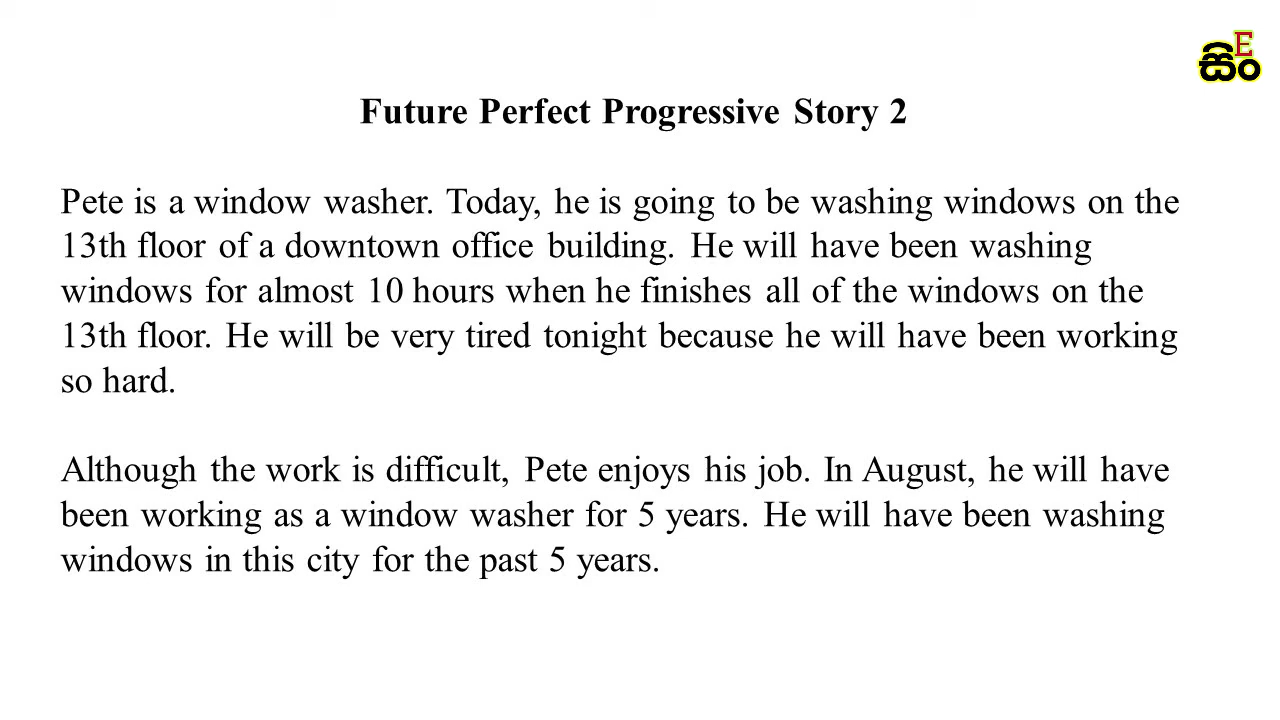 සිං
E
Future Perfect Progressive Story 2
Pete is a window washer. Today, he is going to be washing windows on the
13th floor of a downtown office building. He will have been washing
windows for almost 10 hours when he finishes all of the windows on the
13th floor. He will be very tired tonight because he will have been working
so hard.
Although the work is difficult, Pete enjoys his job. In August, he will have
been working as a window washer for 5 years. He will have been washing
windows in this city for the past 5 years.